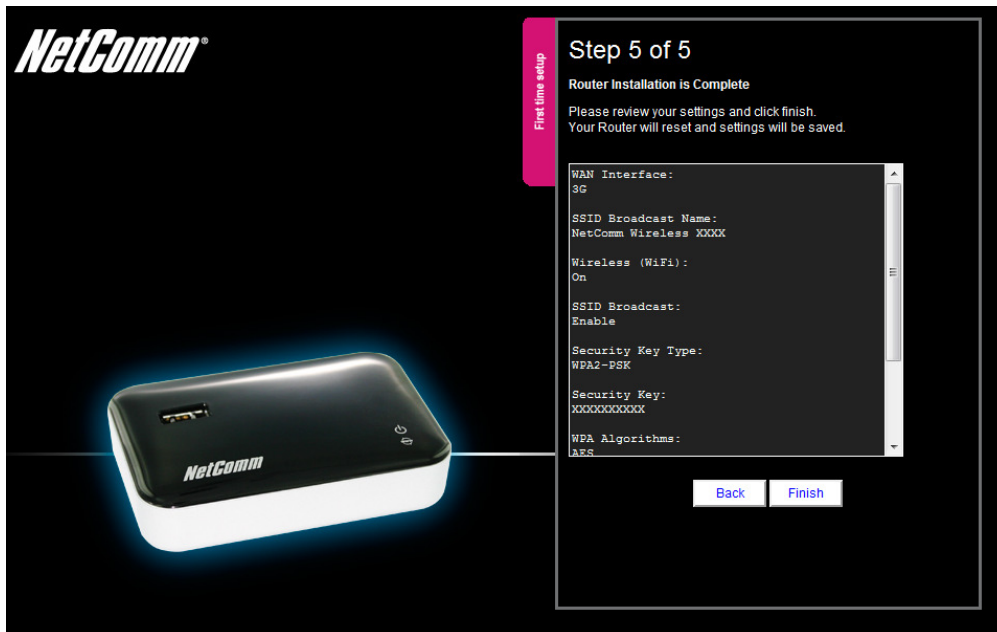 NetComm®
First time setup
Step 5 of 5
Router Installation is Complete
Please review your settings and click finish.
Your Router will reset and settings will be saved.
WAN Interface:
3G
SSID Broadcast Name:
NetComm Wireless XXXX
Wireless (WiFi):
On
SSID Broadcast:
Enable
Security Key Type:
WPA2-PSK
Security Key:
XXXXXXXXXX
WPA Algorithms:
AES
Back
Finish
NetComm